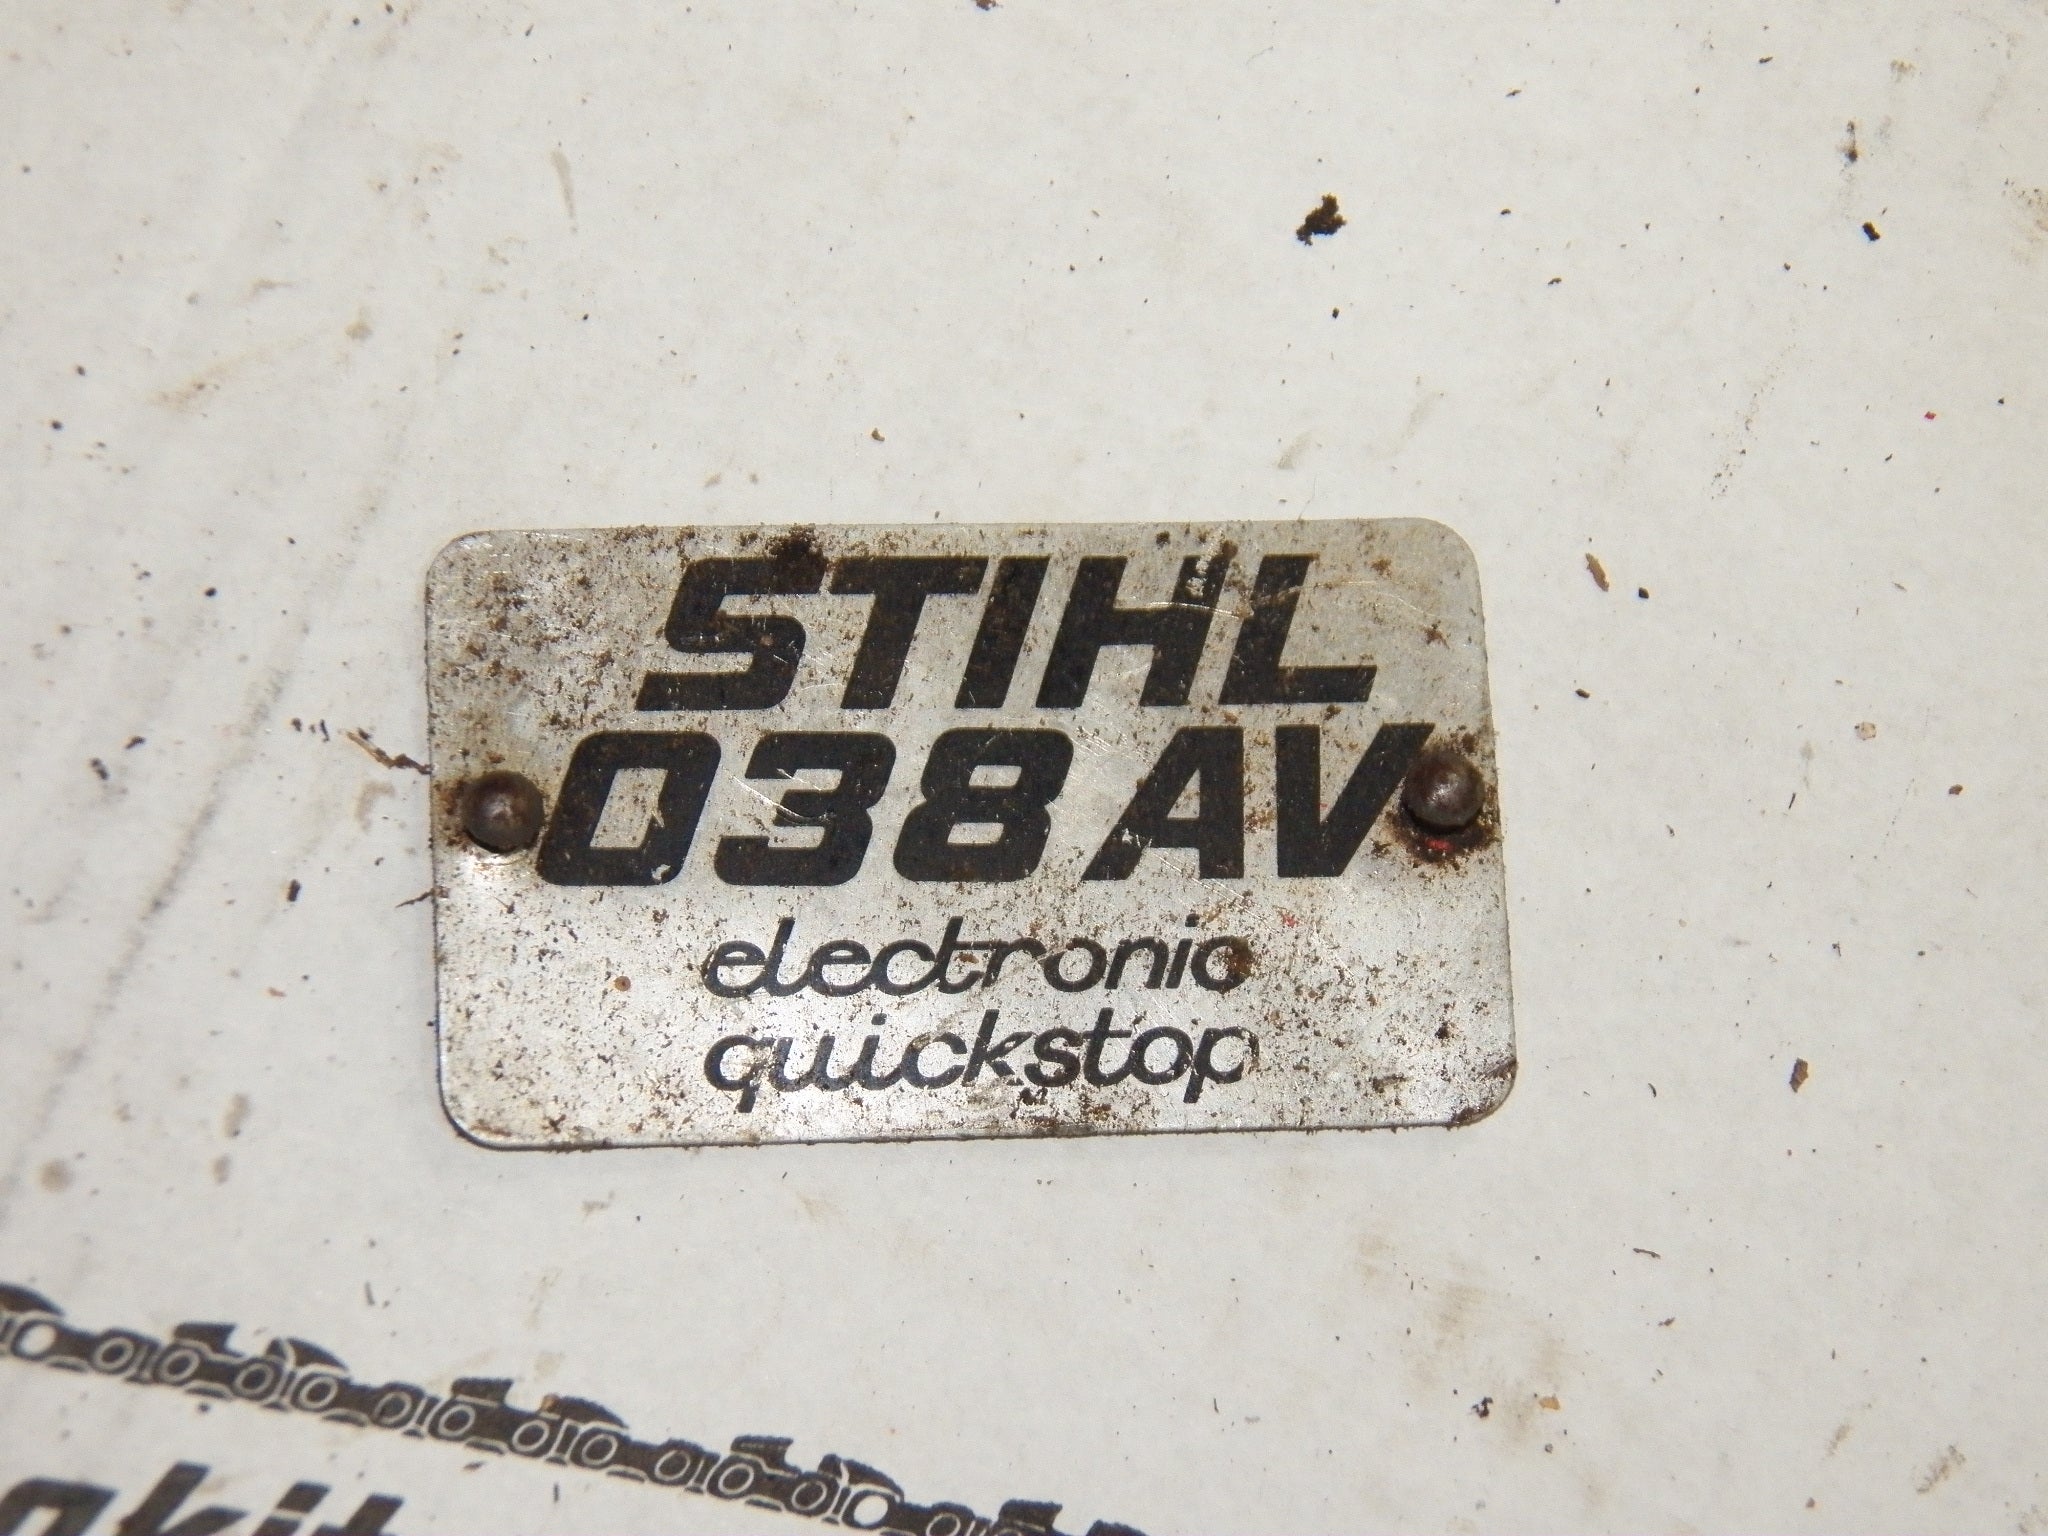 STIHL
038 AV
electronic
quickstop